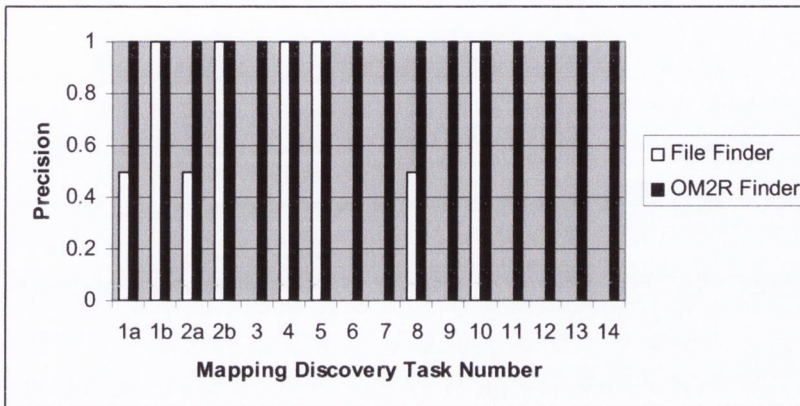 1
0.8
0.6
0.4
0.2
0
Precision
1a 1b 2a 2b 3 4 5 6 7 8 9 10 11 12 13 14
Mapping Discovery Task Number
File Finder
OM2R Finder